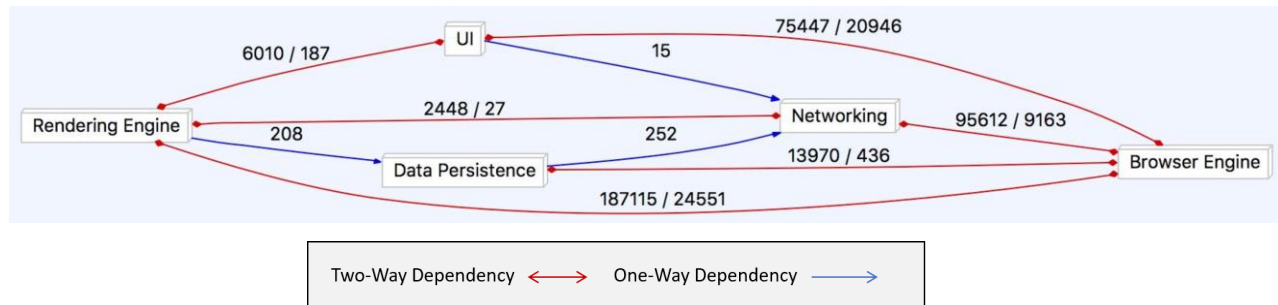 75447 / 20946
UI
6010 / 187
15
2448 / 27
Networking
95612 / 9163
Rendering Engine
208
252
13970 / 436
Browser Engine
Data Persistence
187115 / 24551
Two-Way Dependency
One-Way Dependency